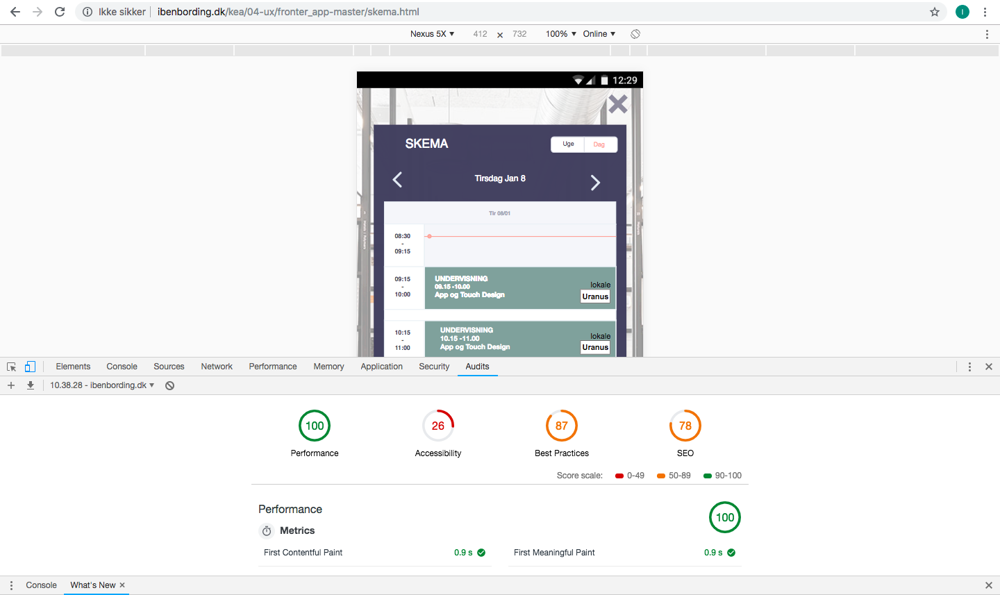 Ikke sikker ibenbording.dk/kea/04-ux/fronter_app-master/skema.html
Nexus 5X 412 × 732 100% Online
12:29
SKEMA Uge Dag
Tirsdag Jan 8
Tir 08/01
08:30
-
09:15
09:15
-
10:00
UNDERVISNING
09.15 -10.00
App og Touch Design
lokale
Uranus
10:15
-
11:00
UNDERVISNING
10.15 -11.00
App og Touch Design
lokale
Uranus
Elements Console Sources Network Performance Memory Application Security Audits
10.38.28 - ibenbording.dk
100 26 87 78
Performance Accessibility Best Practices SEO
Score scale: 0-49 50-89 90-100
Performance 100
Metrics
First Contentful Paint 0.9 s First Meaningful Paint 0.9 s
Console What's New ×